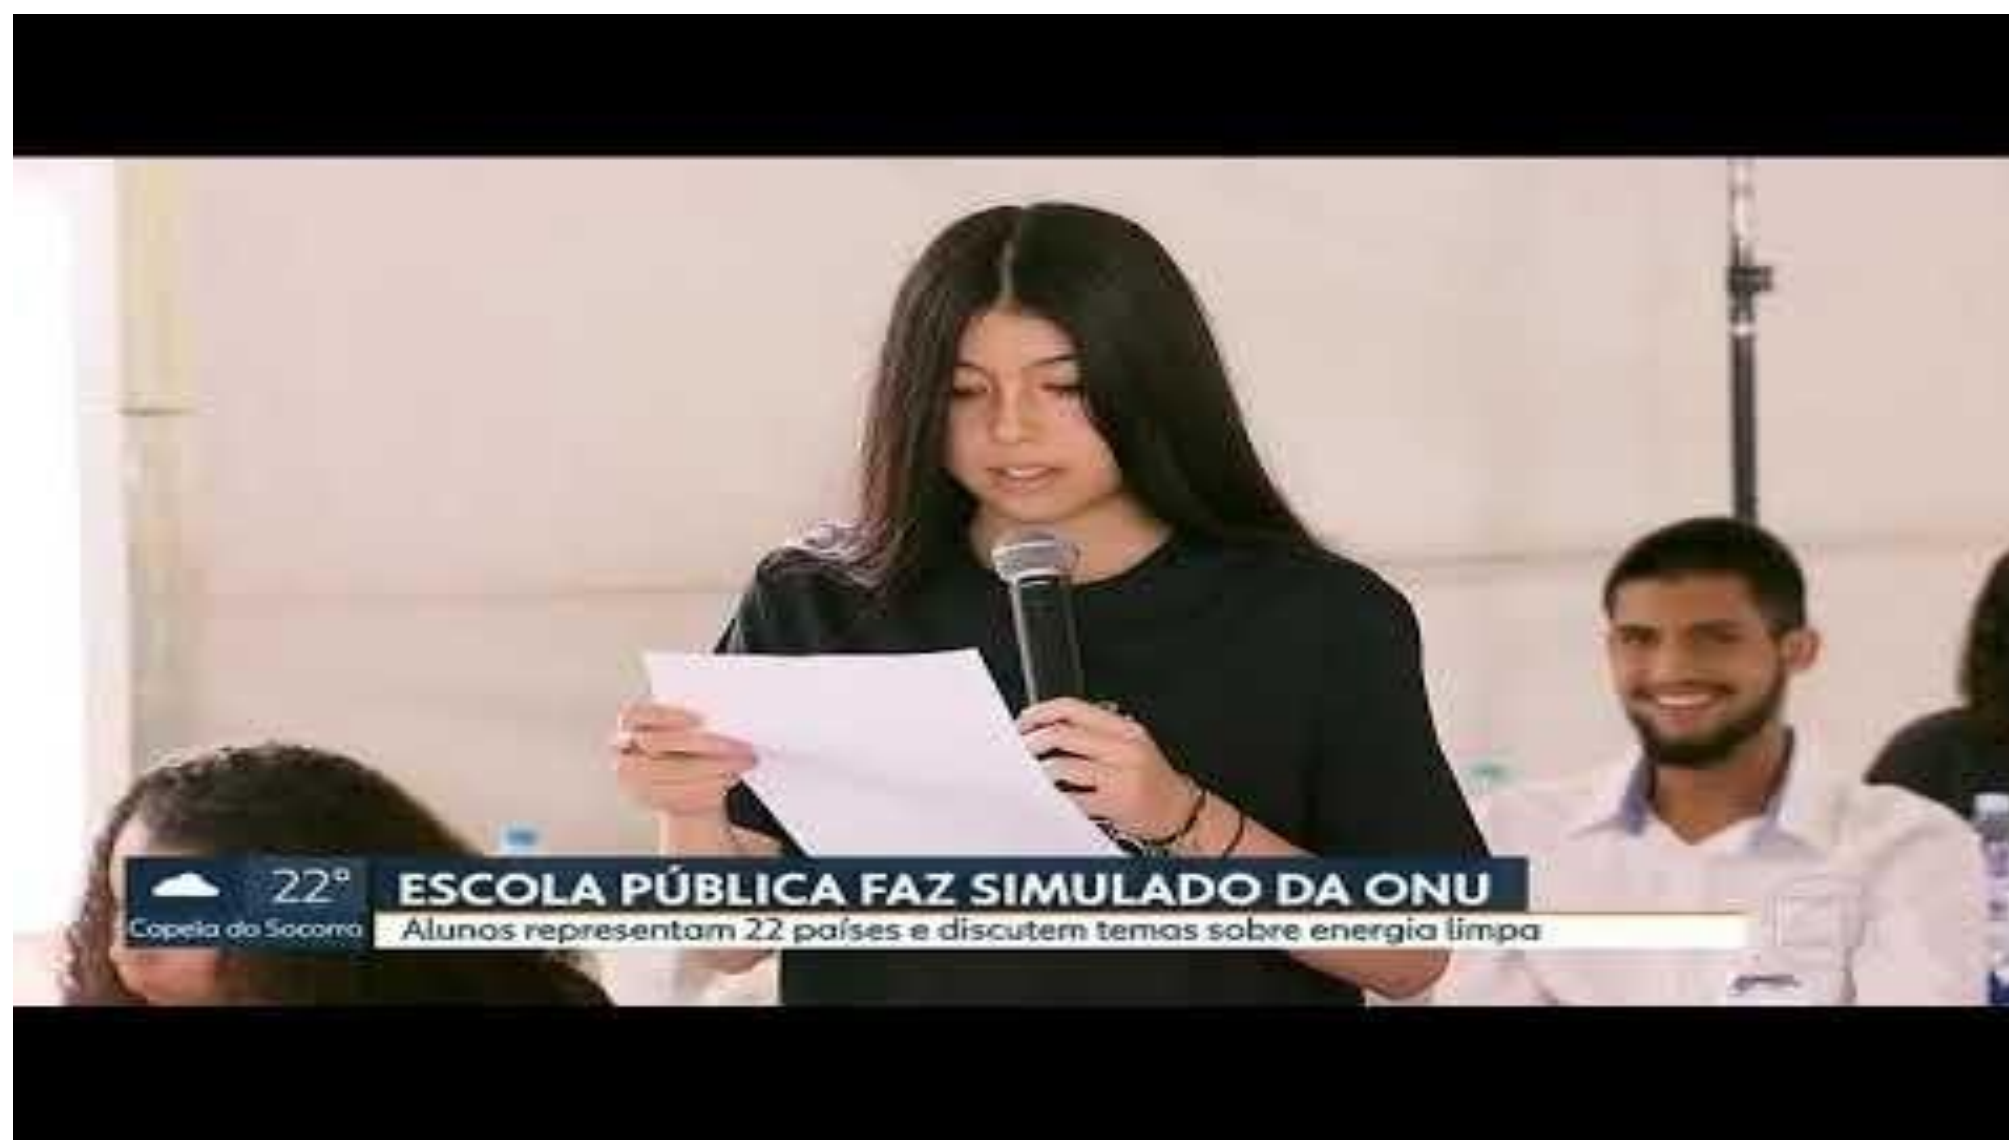 22°
Capela do Socorro
ESCOLA PÚBLICA FAZ SIMULADO DA ONU
Alunos representam 22 países e discutem temas sobre energia limpa